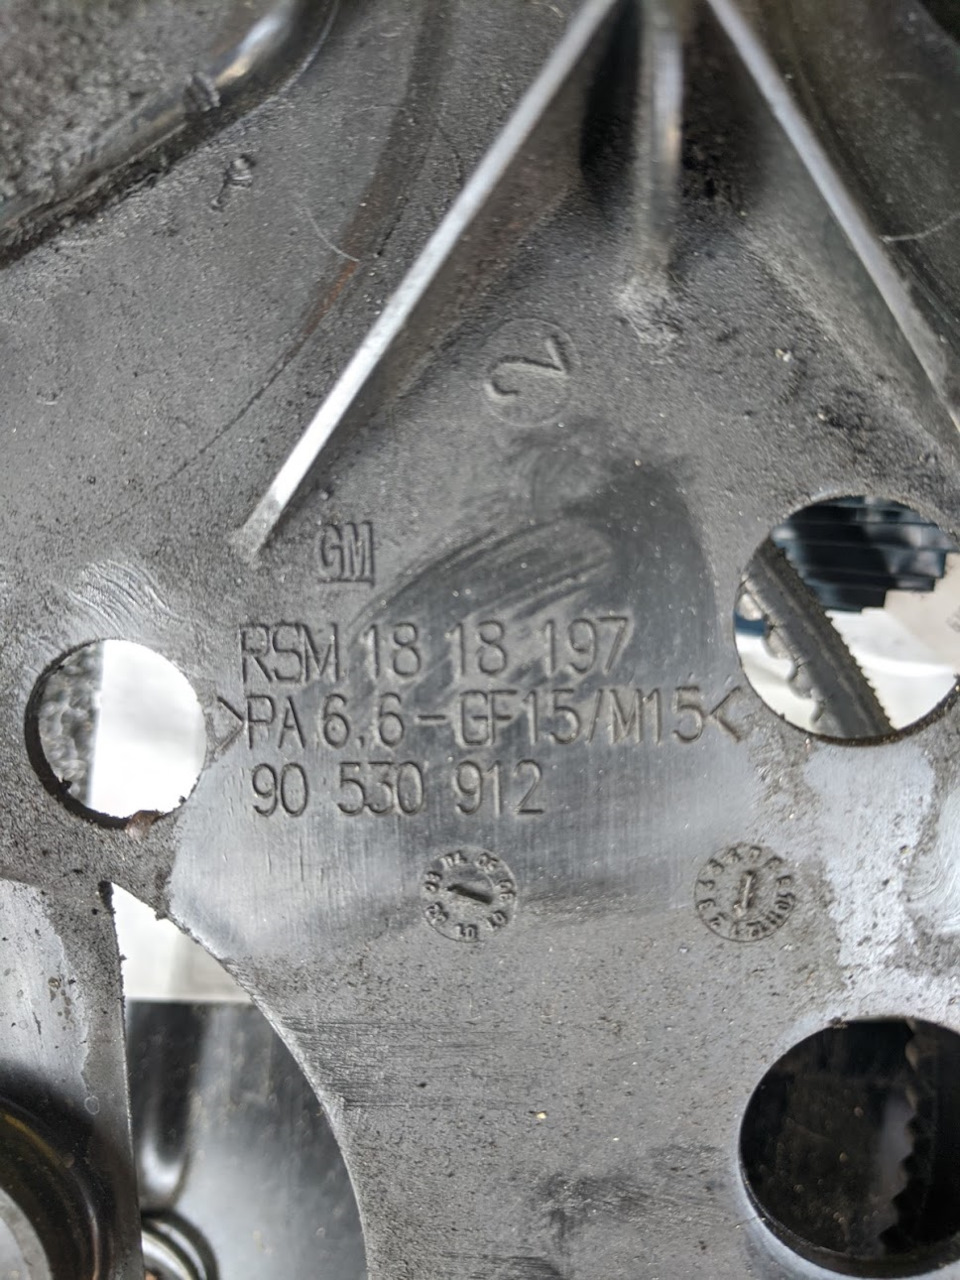 GM
RSM 18 18 197
>PA 6.6-GF15/M15<
90 530 912